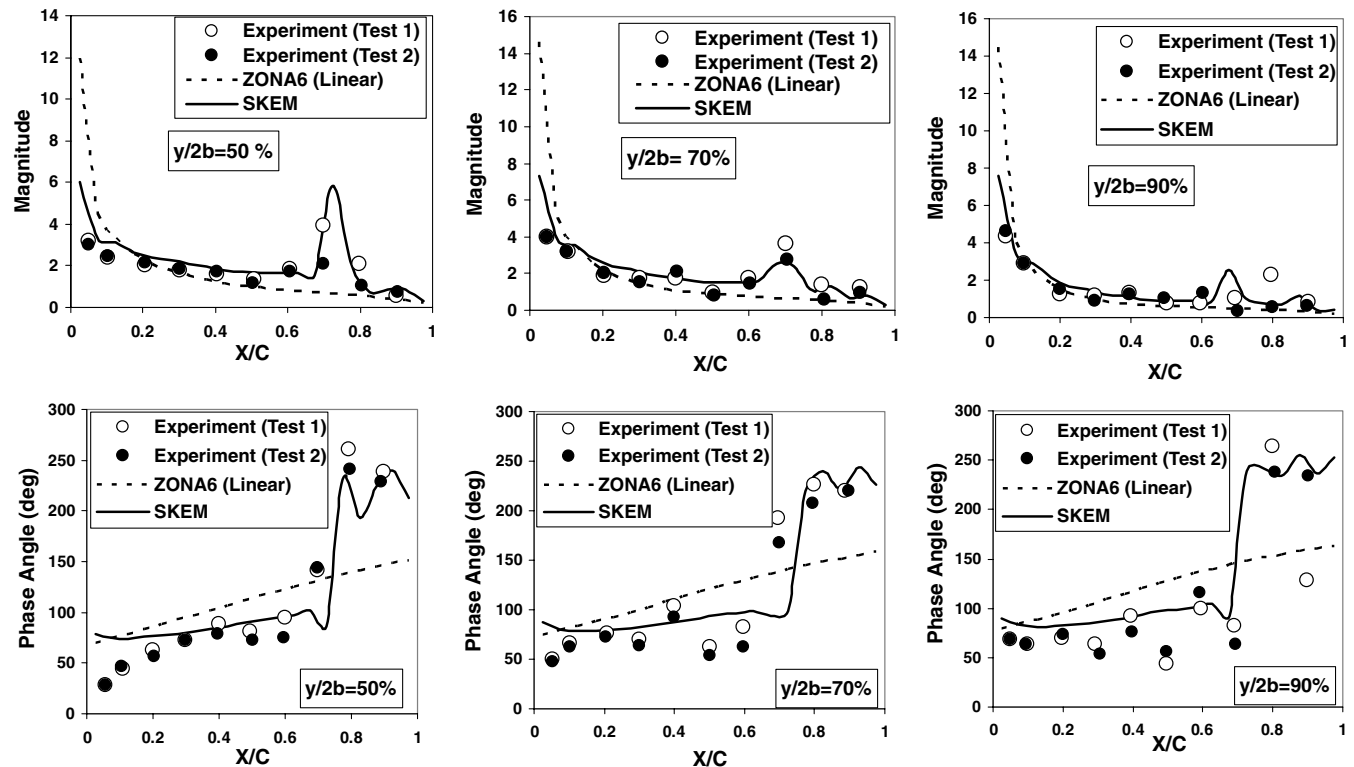 14
12
10
8
6
4
2
0
Magnitude
Experiment (Test 1)
Experiment (Test 2)
ZONA6 (Linear)
SKEM
y/2b=50 %
0 0.2 0.4 0.6 0.8 1
X/C
16
14
12
10
8
6
4
2
0
Magnitude
Experiment (Test 1)
Experiment (Test 2)
ZONA6 (Linear)
SKEM
y/2b= 70%
0 0.2 0.4 0.6 0.8 1
X/C
16
14
12
10
8
6
4
2
0
Magnitude
Experiment (Test 1)
Experiment (Test 2)
ZONA6 (Linear)
SKEM
y/2b=90%
0 0.2 0.4 0.6 0.8 1
X/C
300
250
200
150
100
50
0
Phase Angle (deg)
Experiment (Test 1)
Experiment (Test 2)
ZONA6 (Linear)
SKEM
y/2b=50%
0 0.2 0.4 0.6 0.8 1
X/C
300
250
200
150
100
50
0
Phase Angle (deg)
Experiment (Test 1)
Experiment (Test 2)
ZONA6 (Linear)
SKEM
y/2b=70%
0 0.2 0.4 0.6 0.8 1
X/C
300
250
200
150
100
50
0
Phase Angle (deg)
Experiment (Test 1)
Experiment (Test 2)
ZONA6 (Linear)
SKEM
y/2b=90%
0 0.2 0.4 0.6 0.8 1
X/C